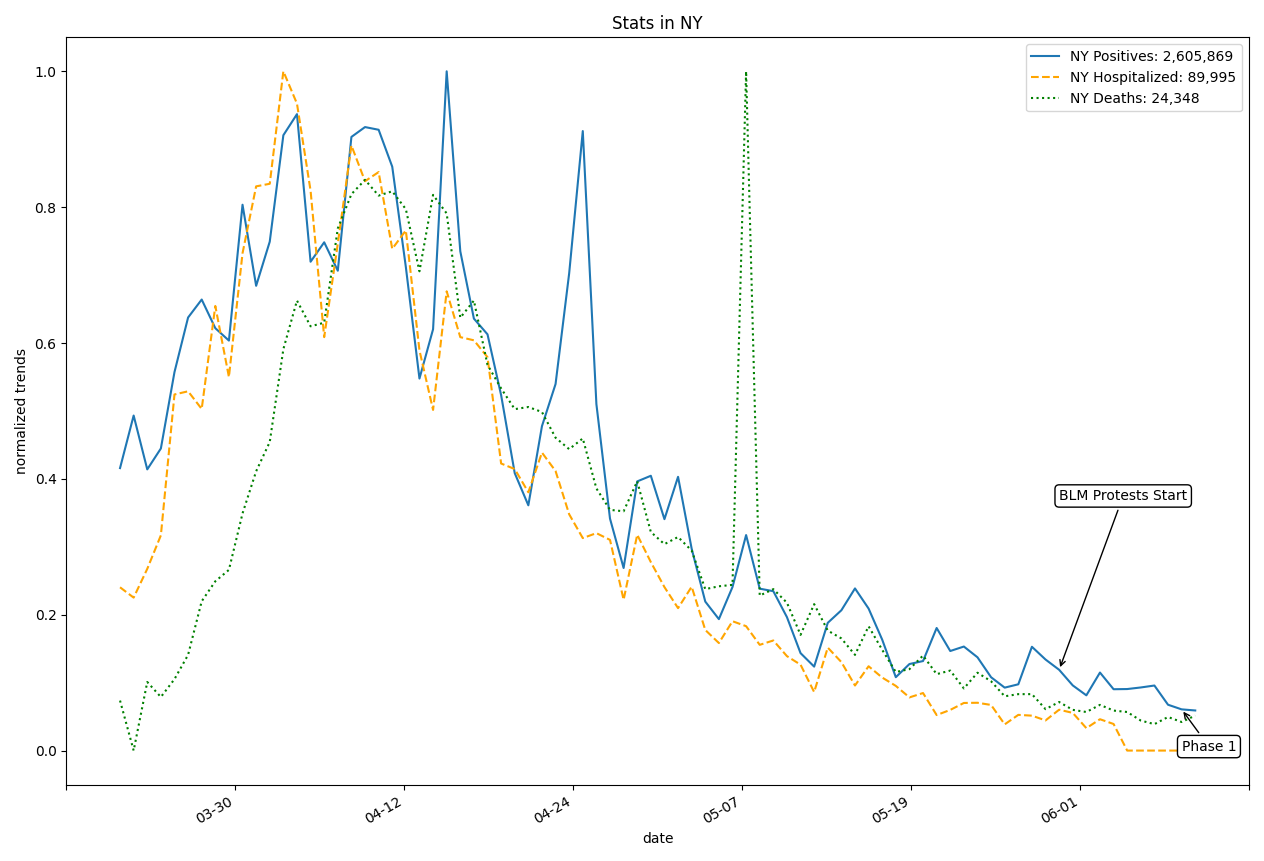 Stats in NY
NY Positives: 2,605,869
NY Hospitalized: 89,995
NY Deaths: 24,348
normalized trends
1.0
0.8
0.6
0.4
0.2
0.0
BLM Protests Start
Phase 1
03-30
04-12
04-24
05-07
05-19
06-01
date